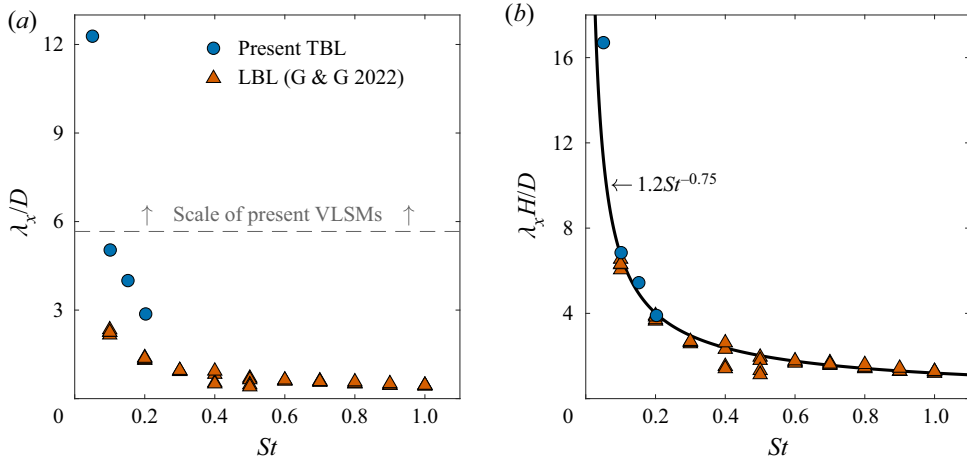 (a)
12
9
6
3
0
λx/D
Present TBL
LBL (G & G 2022)
↑ Scale of present VLSMs ↑
0.2 0.4 0.6 0.8 1.0
St
(b)
16
12
8
4
0
λxH/D
←1.2St−0.75
0.2 0.4 0.6 0.8 1.0
St